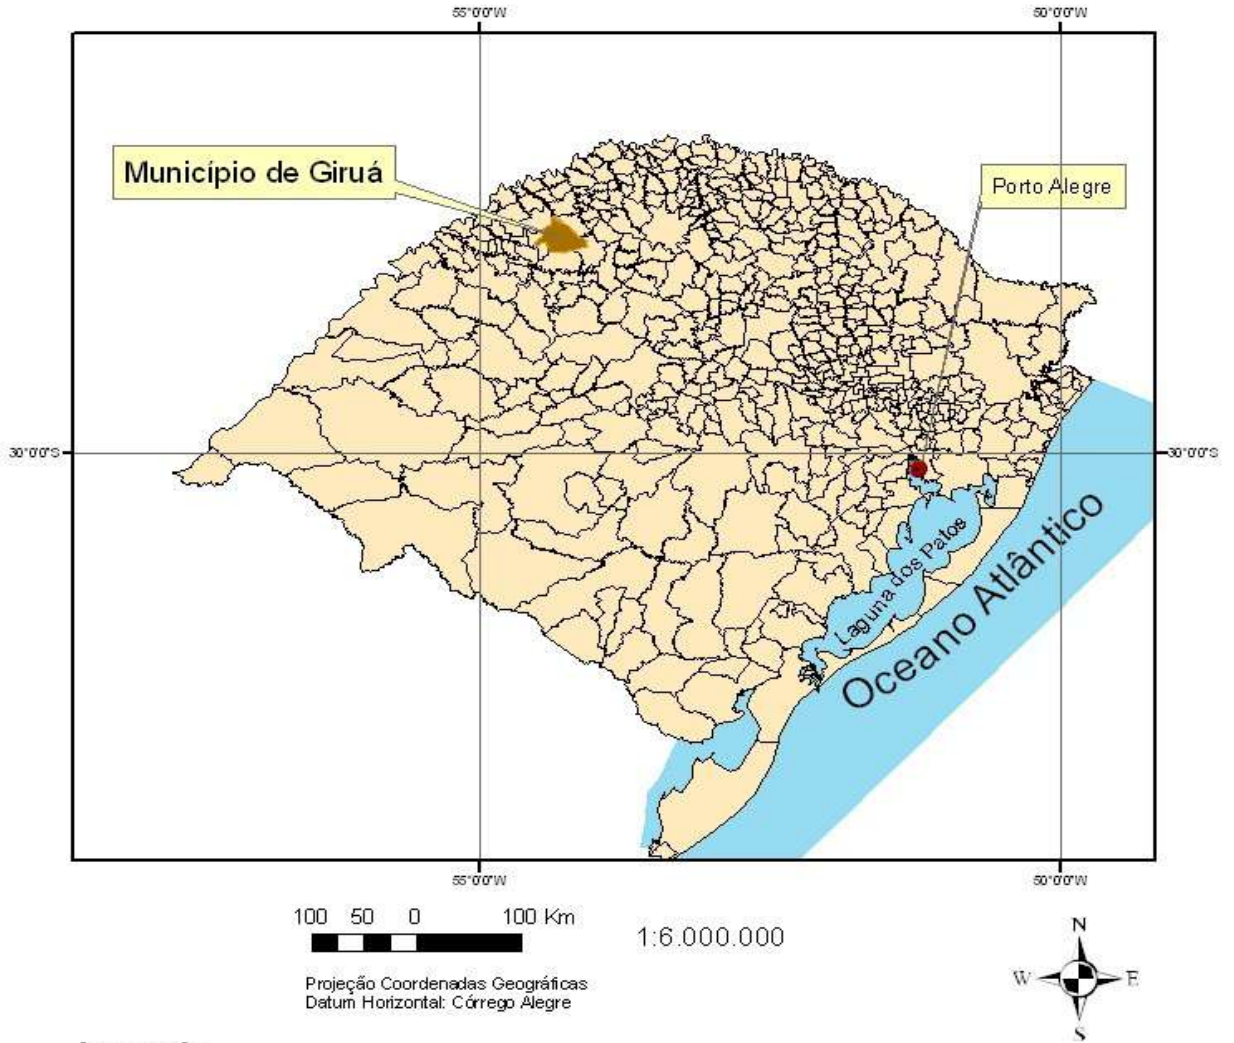 55°0'0"W 50°0'0"W
Município de Giruá
Porto Alegre
30°0'0"S 30°0'0"S
Laguna dos Patos
Oceano Atlântico
55°0'0"W 50°0'0"W
100 50 0 100 Km
1:6.000.000
Projeção Coordenadas Geográficas
Datum Horizontal: Córrego Alegre
N
W E
S